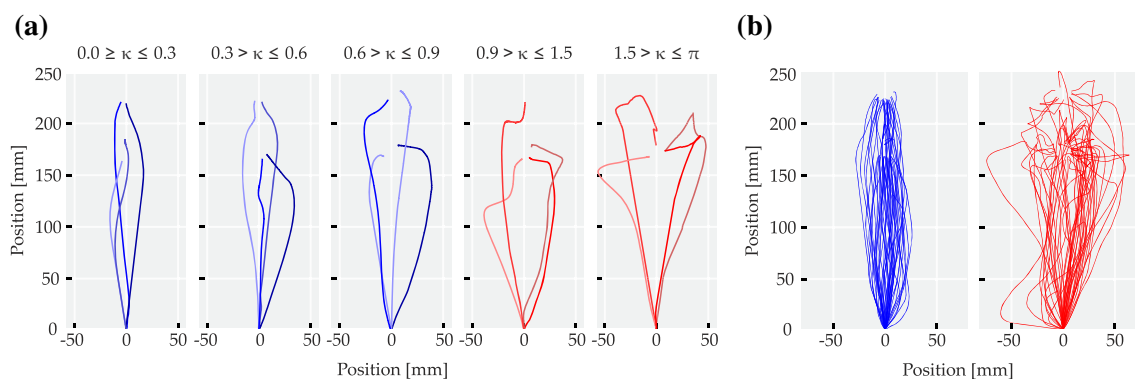 (a)
(b)
0.0 ≥ κ ≤ 0.3
0.3 > κ ≤ 0.6
0.6 > κ ≤ 0.9
0.9 > κ ≤ 1.5
1.5 > κ ≤ π
Position [mm]
250
200
150
100
50
0
-50 0 50
-50 0 50
-50 0 50
-50 0 50
-50 0 50
Position [mm]
Position [mm]
250
200
150
100
50
0
-50 0 50
-50 0 50
Position [mm]